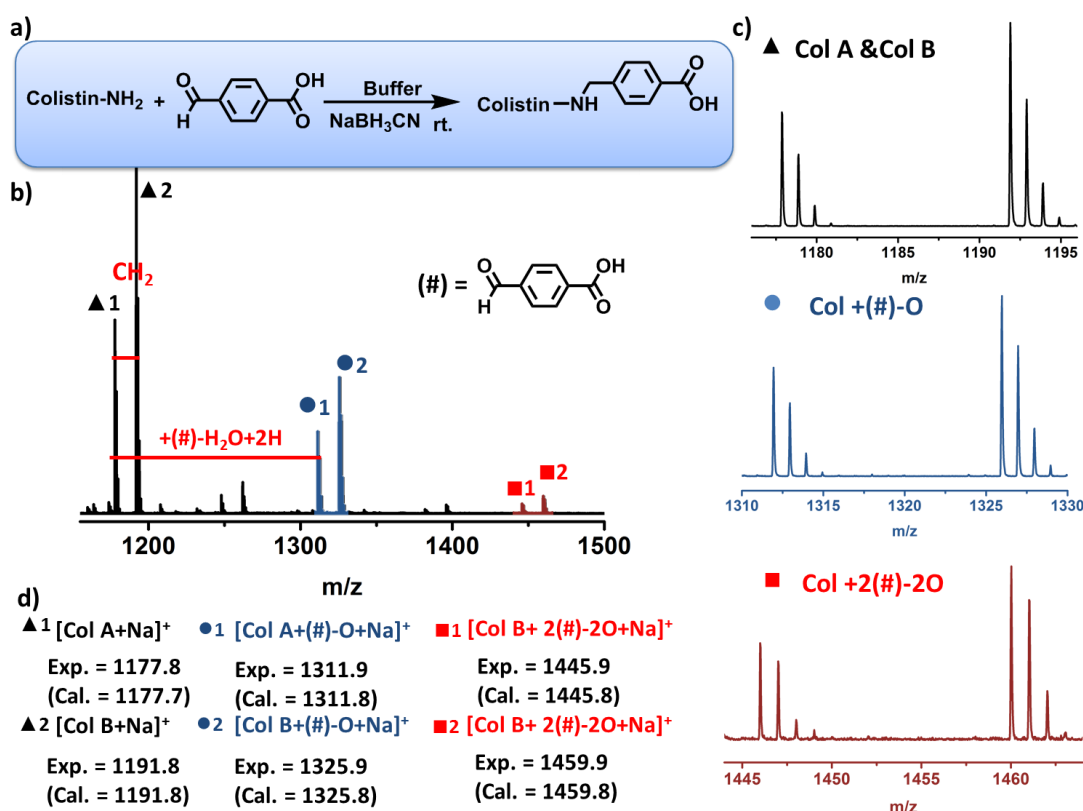 a)
Colistin-NH₂ + O H OH O
Buffer
NaBH₃CN rt.
Colistin NH O OH
b)
▲2
CH₂
▲1
+(#)-H₂O+2H
●1
●2
■1
■2
(#) = O H OH O
1200 1300 1400 1500
m/z
c)
▲ Col A &Col B
1180 1185 1190 1195
m/z
● Col +(#)-O
1310 1315 1320 1325 1330
m/z
■ Col +2(#)-2O
1445 1450 1455 1460
m/z
d)
▲1 [Col A+Na]⁺
Exp. = 1177.8
(Cal. = 1177.7)
▲2 [Col B+Na]⁺
Exp. = 1191.8
(Cal. = 1191.8)
●1 [Col A+(#)-O+Na]⁺
Exp. = 1311.9
(Cal. = 1311.8)
●2 [Col B+(#)-O+Na]⁺
Exp. = 1325.9
(Cal. = 1325.8)
■1 [Col B+ 2(#)-2O+Na]⁺
Exp. = 1445.9
(Cal. = 1445.8)
■2 [Col B+ 2(#)-2O+Na]⁺
Exp. = 1459.9
(Cal. = 1459.8)